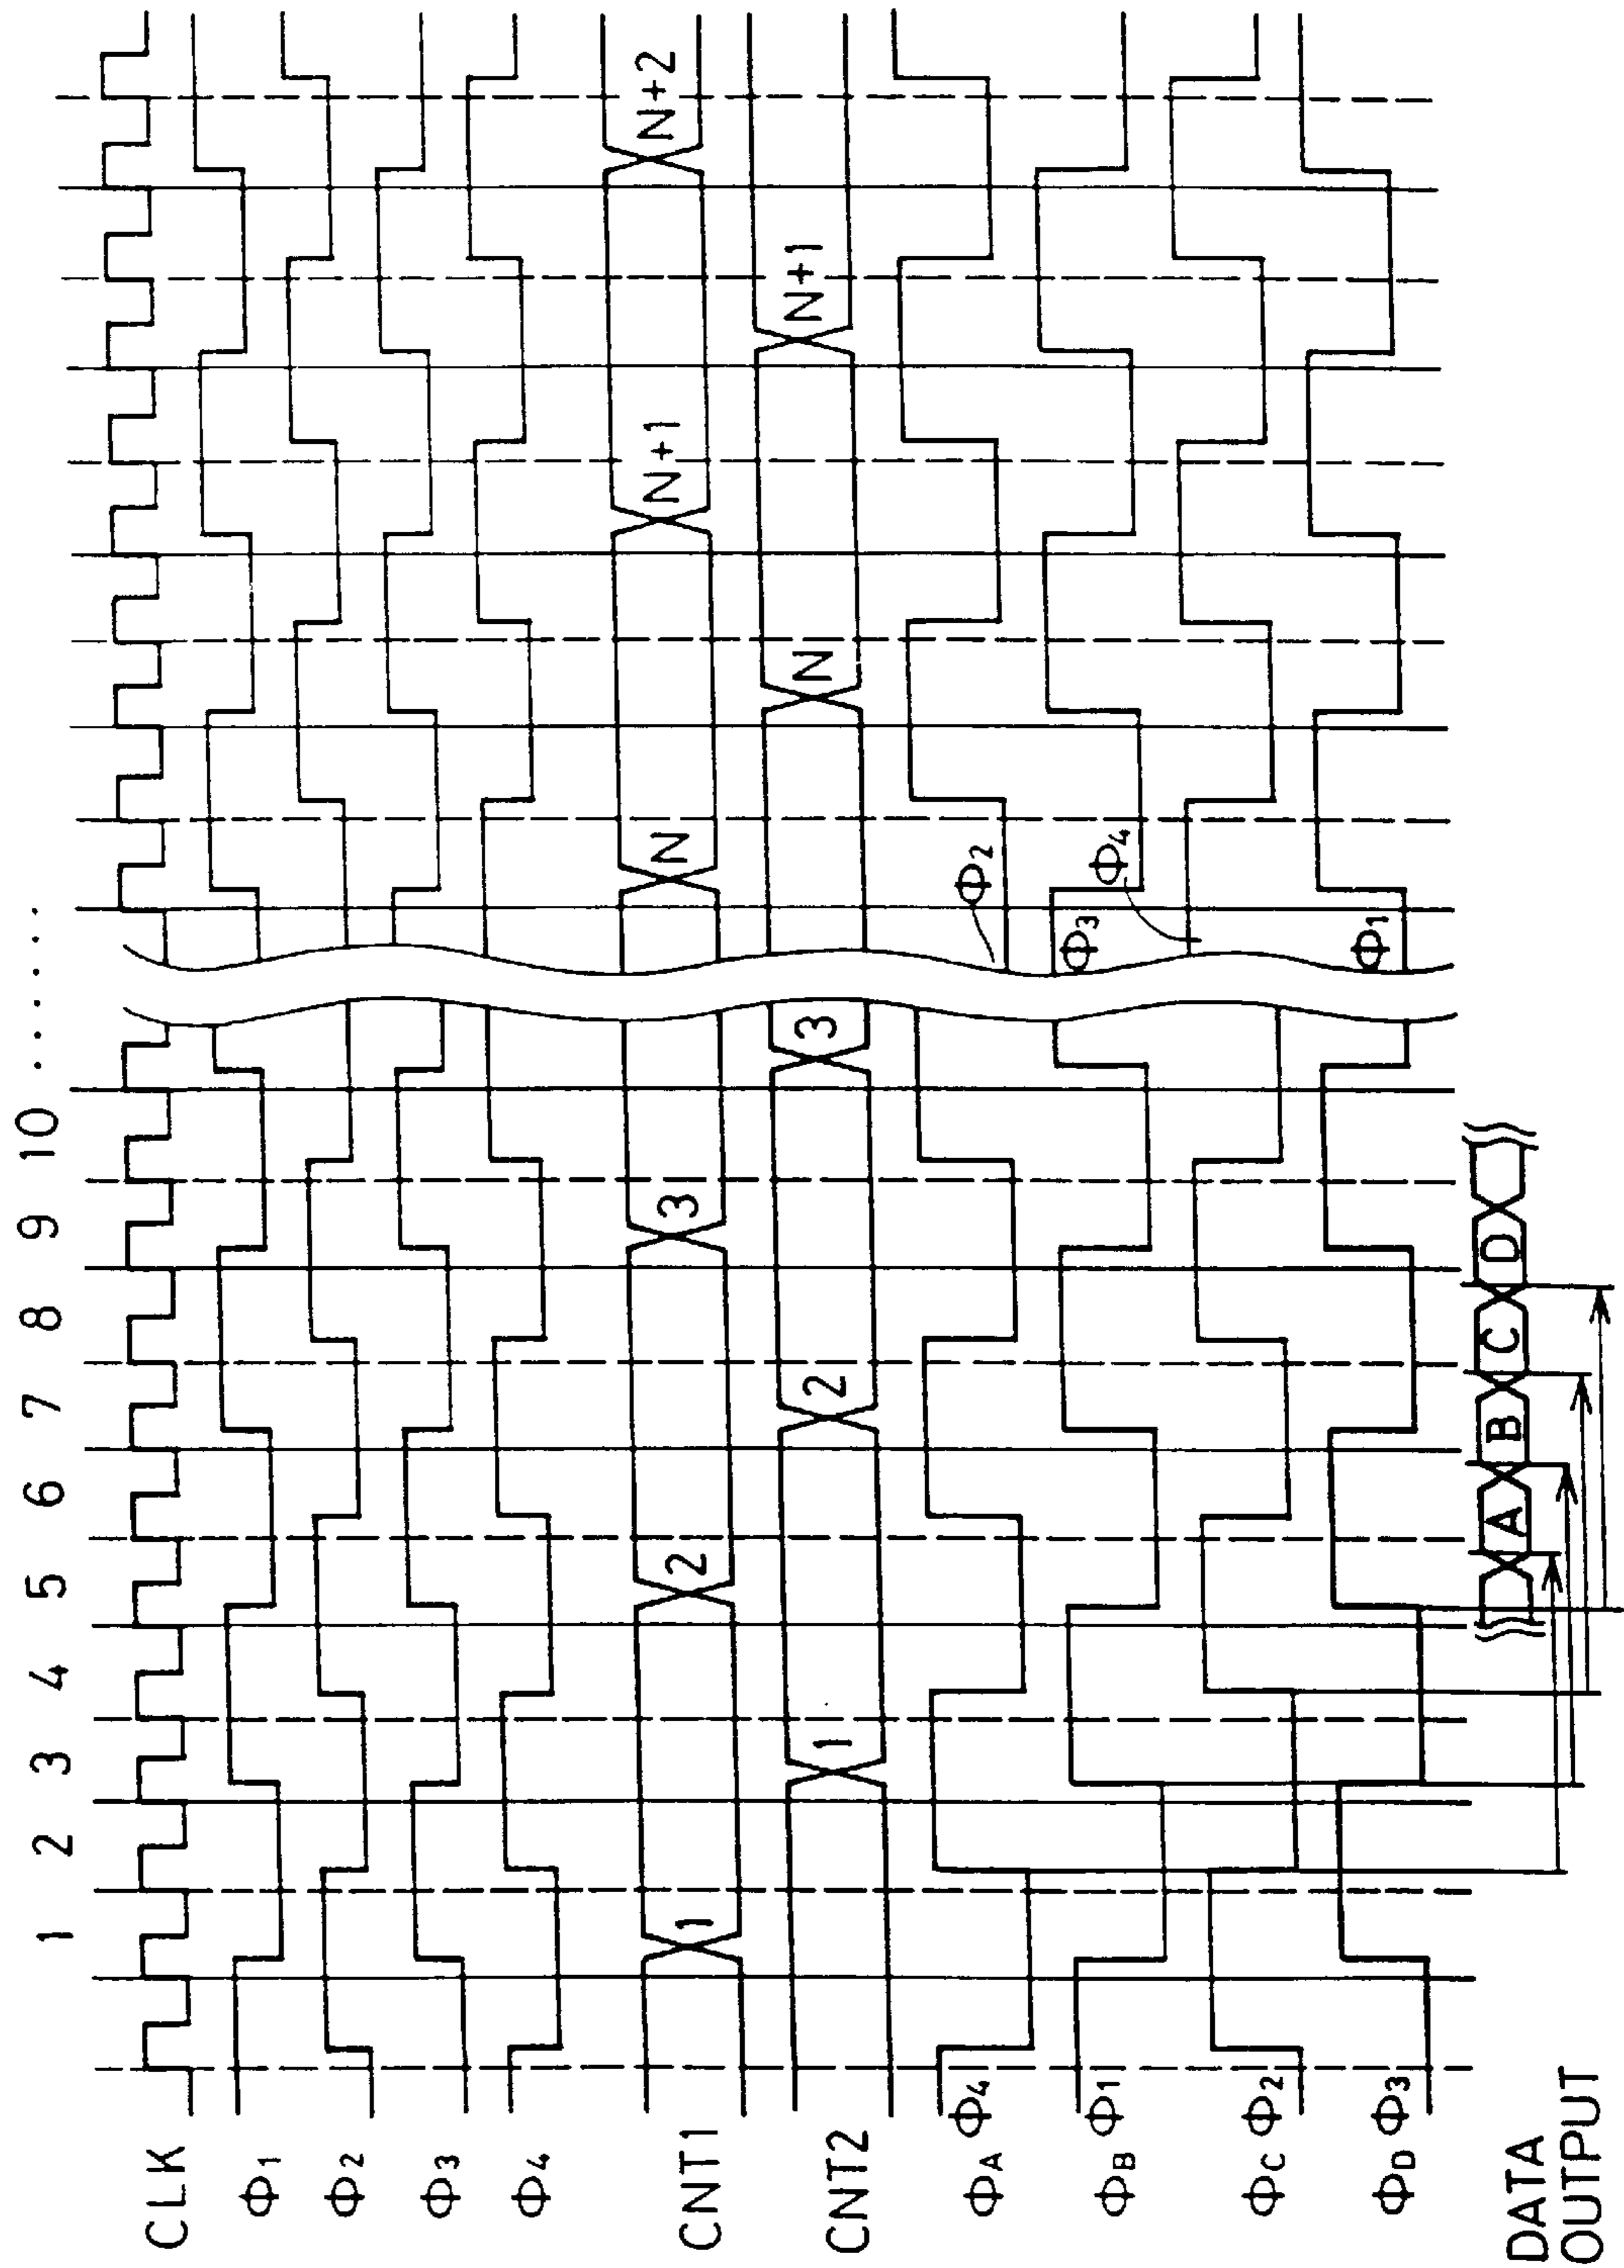 1 2 3 4 5 6 7 8 9 10 . . . . . .
CLK
Φ1
Φ2
Φ3
Φ4
CNT1 1 2 3 N N+1 N+2
CNT2 1 2 3 N N+1
ΦA Φ4 Φ2
ΦB Φ1 Φ3
ΦC Φ2 Φ4
ΦD Φ3 Φ1
DATA
OUTPUT
A B C D